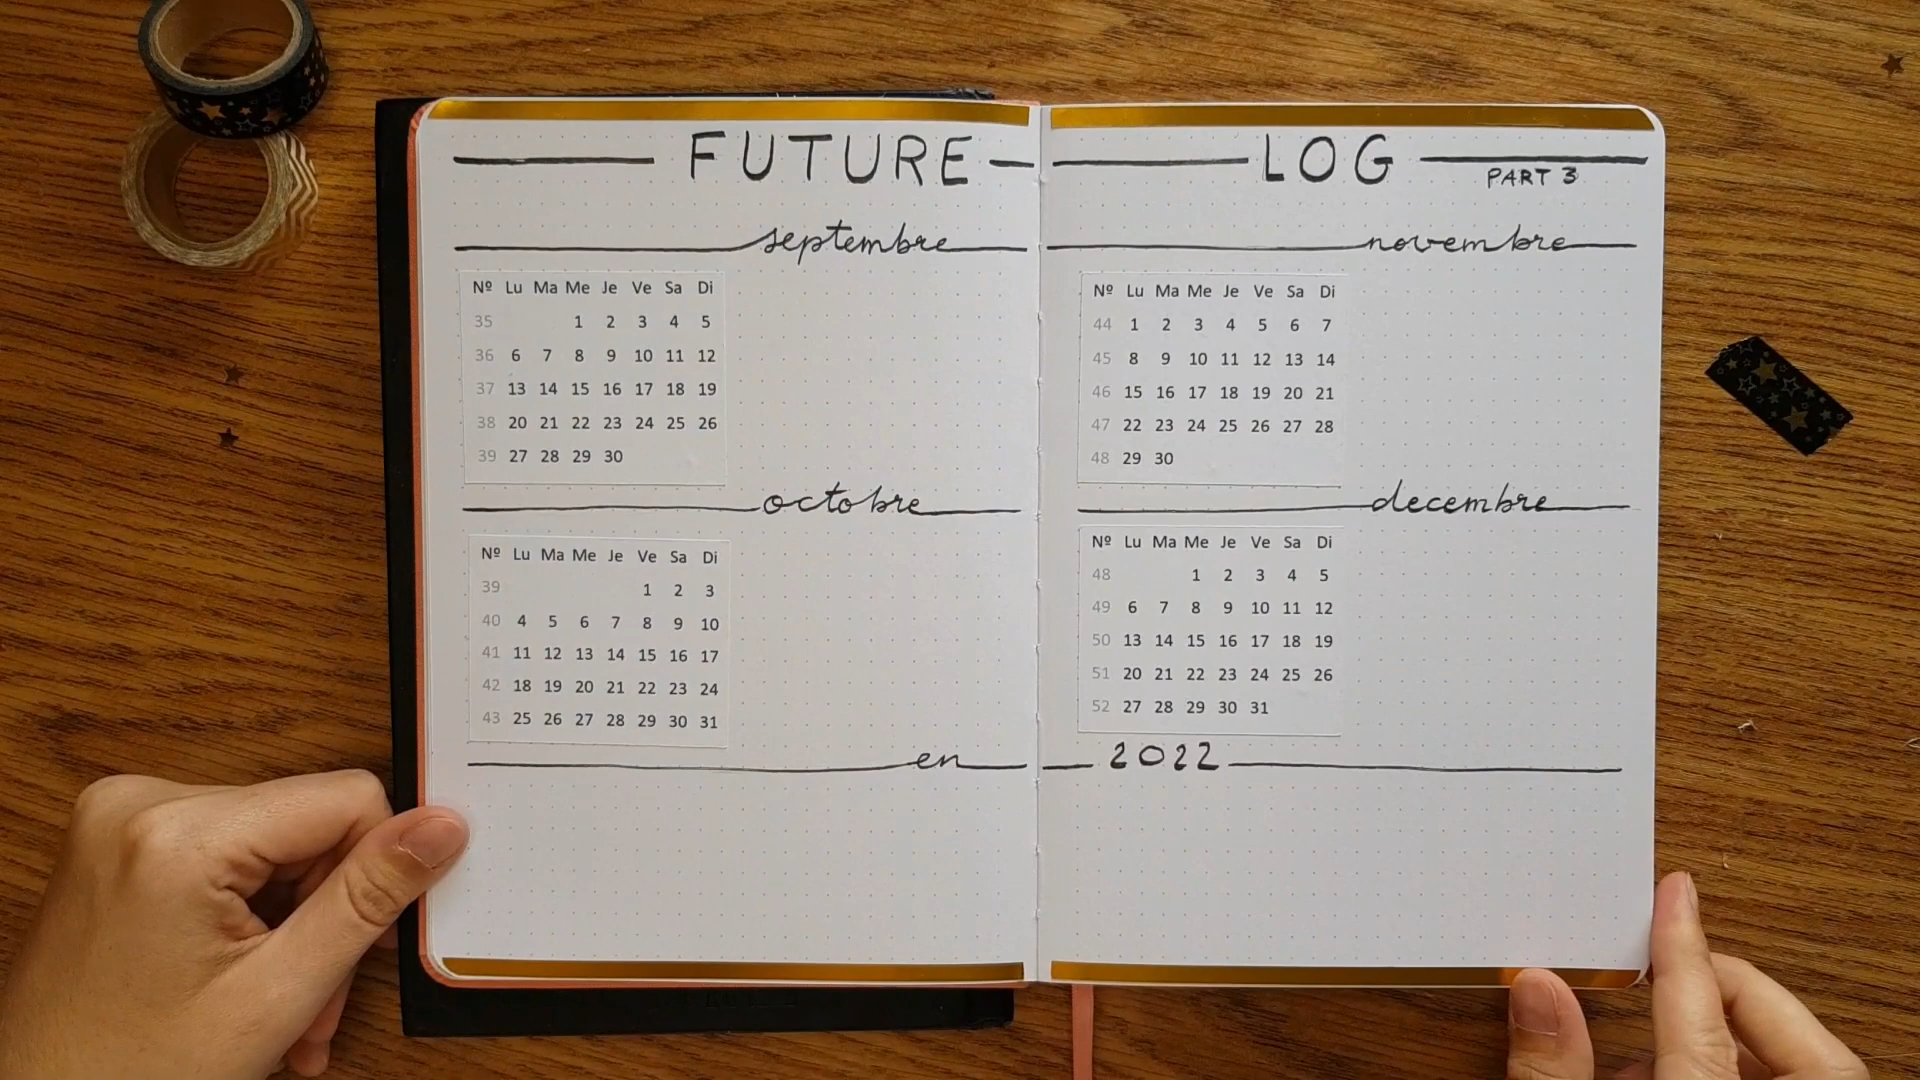 FUTURE LOG
PART 3
septembre
Nº Lu Ma Me Je Ve Sa Di
35 1 2 3 4 5
36 6 7 8 9 10 11 12
37 13 14 15 16 17 18 19
38 20 21 22 23 24 25 26
39 27 28 29 30
octobre
Nº Lu Ma Me Je Ve Sa Di
39 1 2 3
40 4 5 6 7 8 9 10
41 11 12 13 14 15 16 17
42 18 19 20 21 22 23 24
43 25 26 27 28 29 30 31
novembre
Nº Lu Ma Me Je Ve Sa Di
44 1 2 3 4 5 6 7
45 8 9 10 11 12 13 14
46 15 16 17 18 19 20 21
47 22 23 24 25 26 27 28
48 29 30
decembre
Nº Lu Ma Me Je Ve Sa Di
48 1 2 3 4 5
49 6 7 8 9 10 11 12
50 13 14 15 16 17 18 19
51 20 21 22 23 24 25 26
52 27 28 29 30 31
en 2022